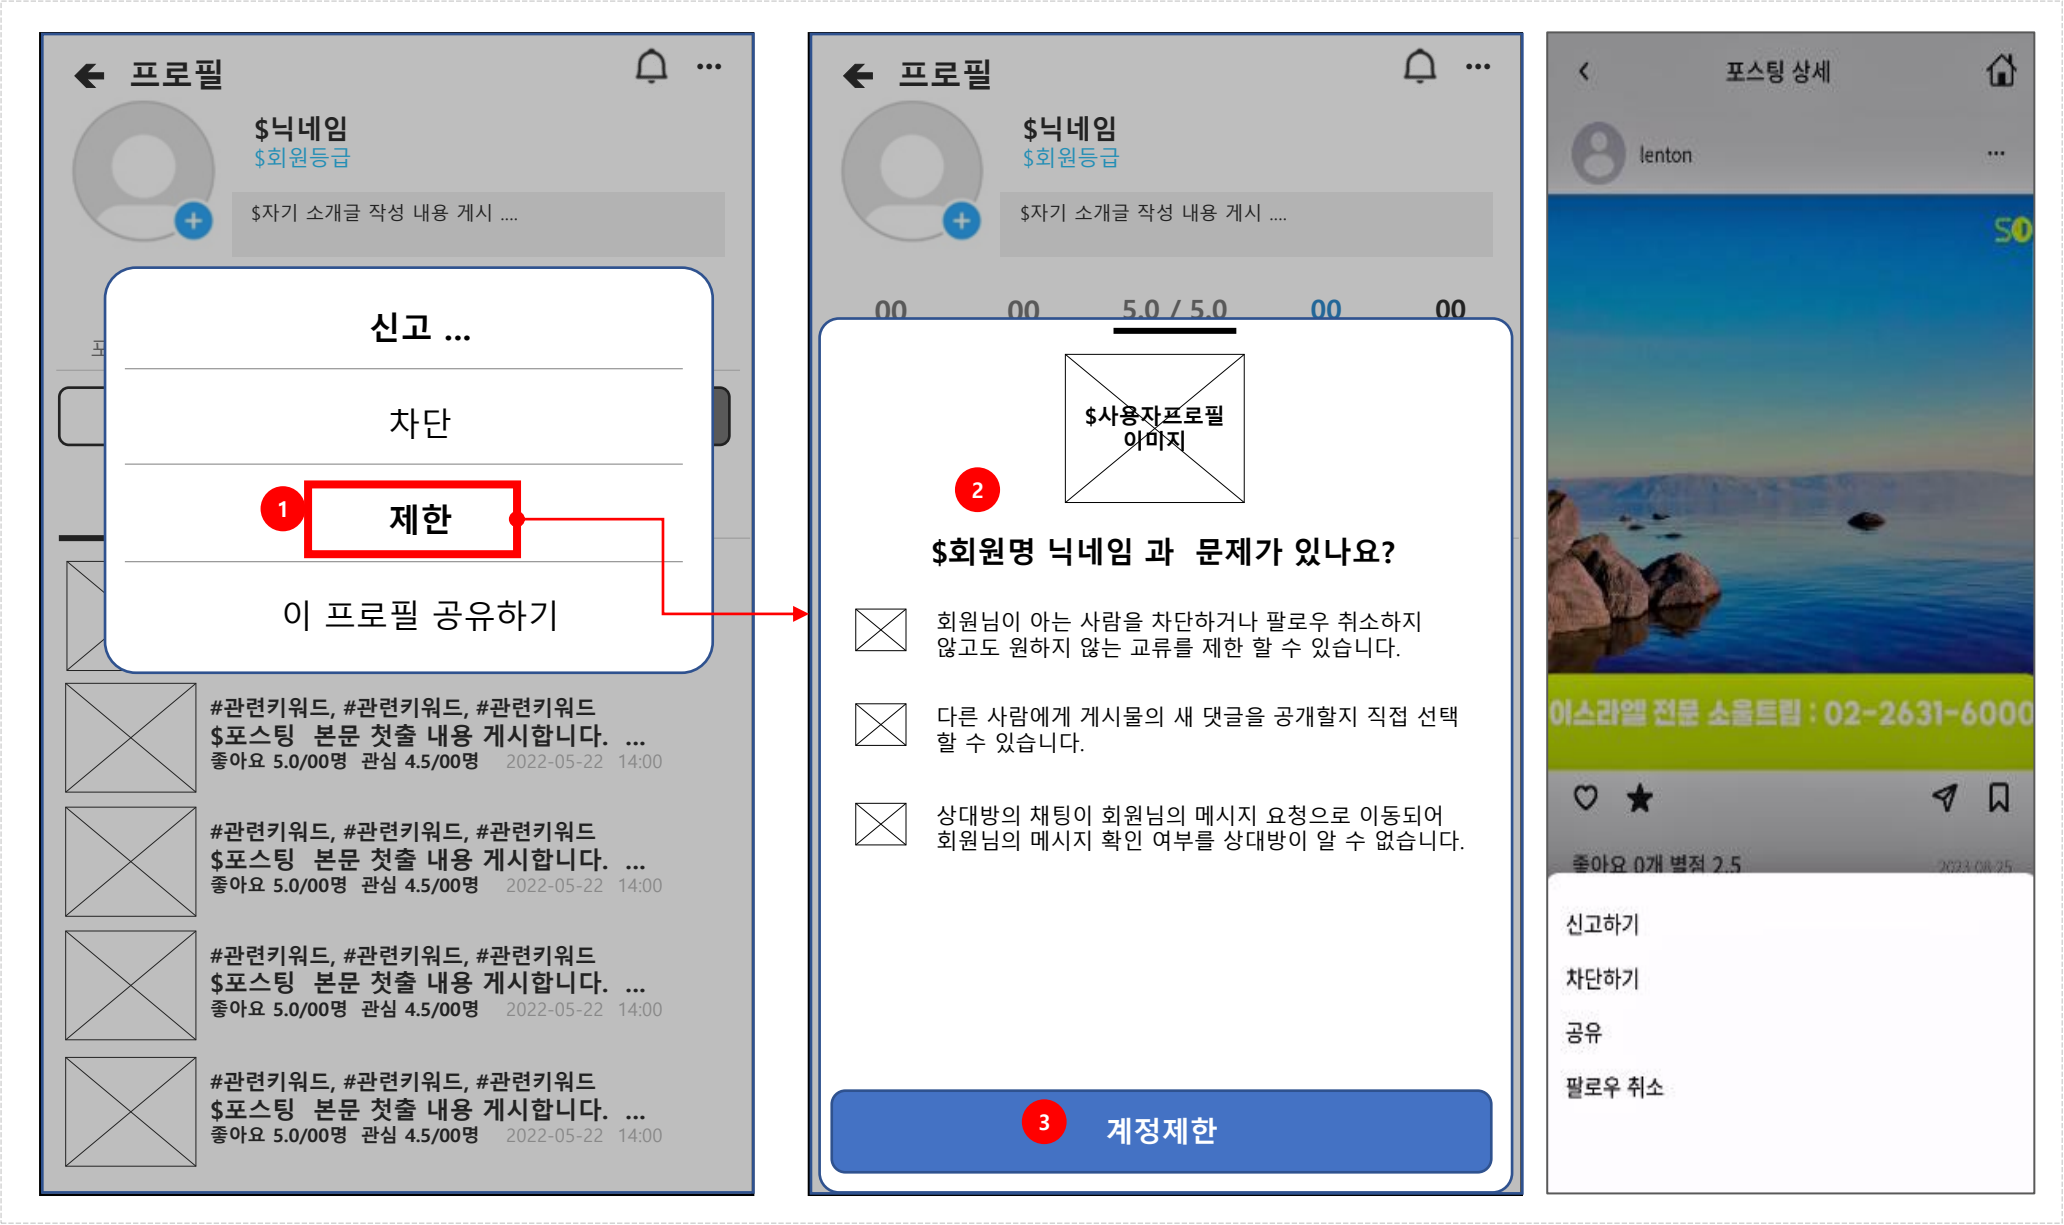 프로필
$닉네임
$회원등급
$자기 소개글 작성 내용 게시 ....
신고 ...
차단
1
제한
이 프로필 공유하기
#관련키워드, #관련키워드, #관련키워드
$포스팅 본문 첫출 내용 게시합니다. ...
좋아요 5.0/00명 관심 4.5/00명 2022-05-22 14:00
#관련키워드, #관련키워드, #관련키워드
$포스팅 본문 첫출 내용 게시합니다. ...
좋아요 5.0/00명 관심 4.5/00명 2022-05-22 14:00
#관련키워드, #관련키워드, #관련키워드
$포스팅 본문 첫출 내용 게시합니다. ...
좋아요 5.0/00명 관심 4.5/00명 2022-05-22 14:00
#관련키워드, #관련키워드, #관련키워드
$포스팅 본문 첫출 내용 게시합니다. ...
좋아요 5.0/00명 관심 4.5/00명 2022-05-22 14:00
프로필
$닉네임
$회원등급
$자기 소개글 작성 내용 게시 ....
00 00 5.0 / 5.0 00 00
$사용자프로필
이미지
2
$회원명 닉네임 과 문제가 있나요?
회원님이 아는 사람을 차단하거나 팔로우 취소하지
않고도 원하지 않는 교류를 제한 할 수 있습니다.
다른 사람에게 게시물의 새 댓글을 공개할지 직접 선택
할 수 있습니다.
상대방의 채팅이 회원님의 메시지 요청으로 이동되어
회원님의 메시지 확인 여부를 상대방이 알 수 없습니다.
3
계정제한
포스팅 상세
lenton
이스라엘 전문 소울트립 : 02-2631-6000
좋아요 0개 별점 2.5
2023-08-25
신고하기
차단하기
공유
팔로우 취소